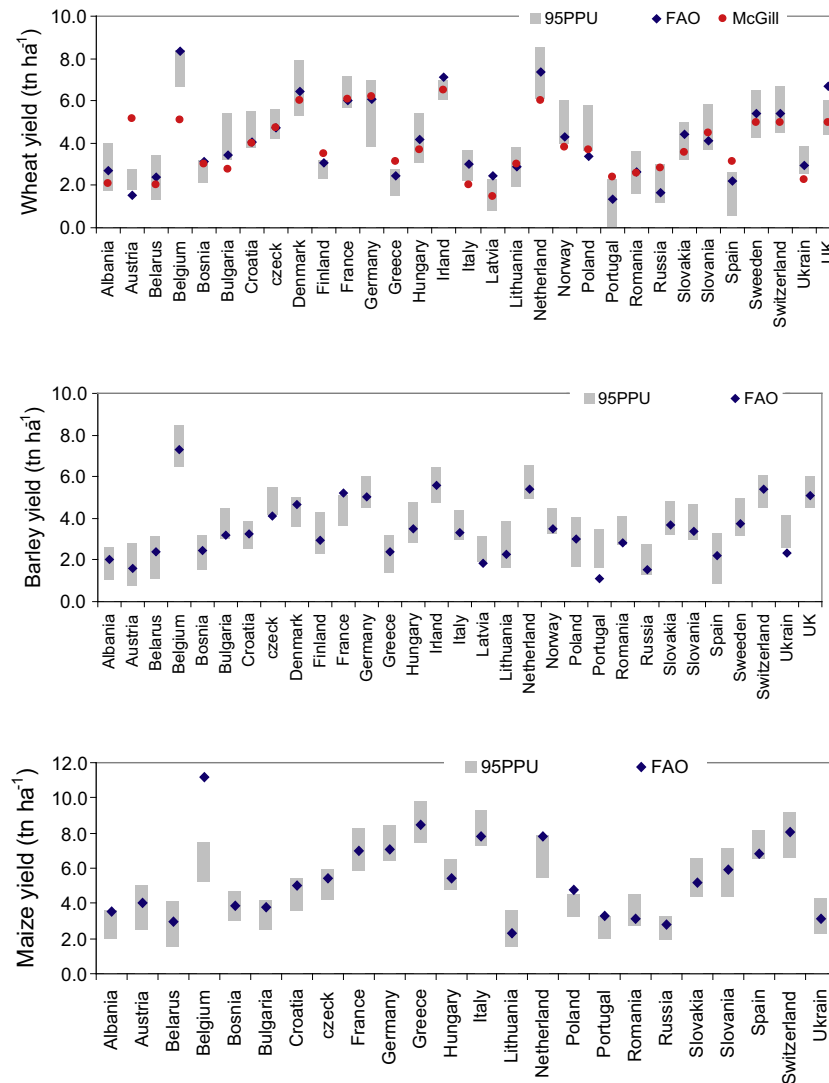 95PPU FAO McGill
Wheat yield (tn ha-1)
10.0
8.0
6.0
4.0
2.0
0.0
Albania
Austria
Belarus
Belgium
Bosnia
Bulgaria
Croatia
czeck
Denmark
Finland
France
Germany
Greece
Hungary
Irland
Italy
Latvia
Lithuania
Netherland
Norway
Poland
Portugal
Romania
Russia
Slovakia
Slovania
Spain
Sweeden
Switzerland
Ukrain
UK
95PPU FAO
Barley yield (tn ha-1)
10.0
8.0
6.0
4.0
2.0
0.0
Albania
Austria
Belarus
Belgium
Bosnia
Bulgaria
Croatia
czeck
Denmark
Finland
France
Germany
Greece
Hungary
Irland
Italy
Latvia
Lithuania
Netherland
Norway
Poland
Portugal
Romania
Russia
Slovakia
Slovania
Spain
Sweeden
Switzerland
Ukrain
UK
95PPU FAO
Maize yield (tn ha-1)
12.0
10.0
8.0
6.0
4.0
2.0
0.0
Albania
Austria
Belarus
Belgium
Bosnia
Bulgaria
Croatia
czeck
France
Germany
Greece
Hungary
Italy
Lithuania
Netherland
Poland
Portugal
Romania
Russia
Slovakia
Slovania
Spain
Switzerland
Ukrain